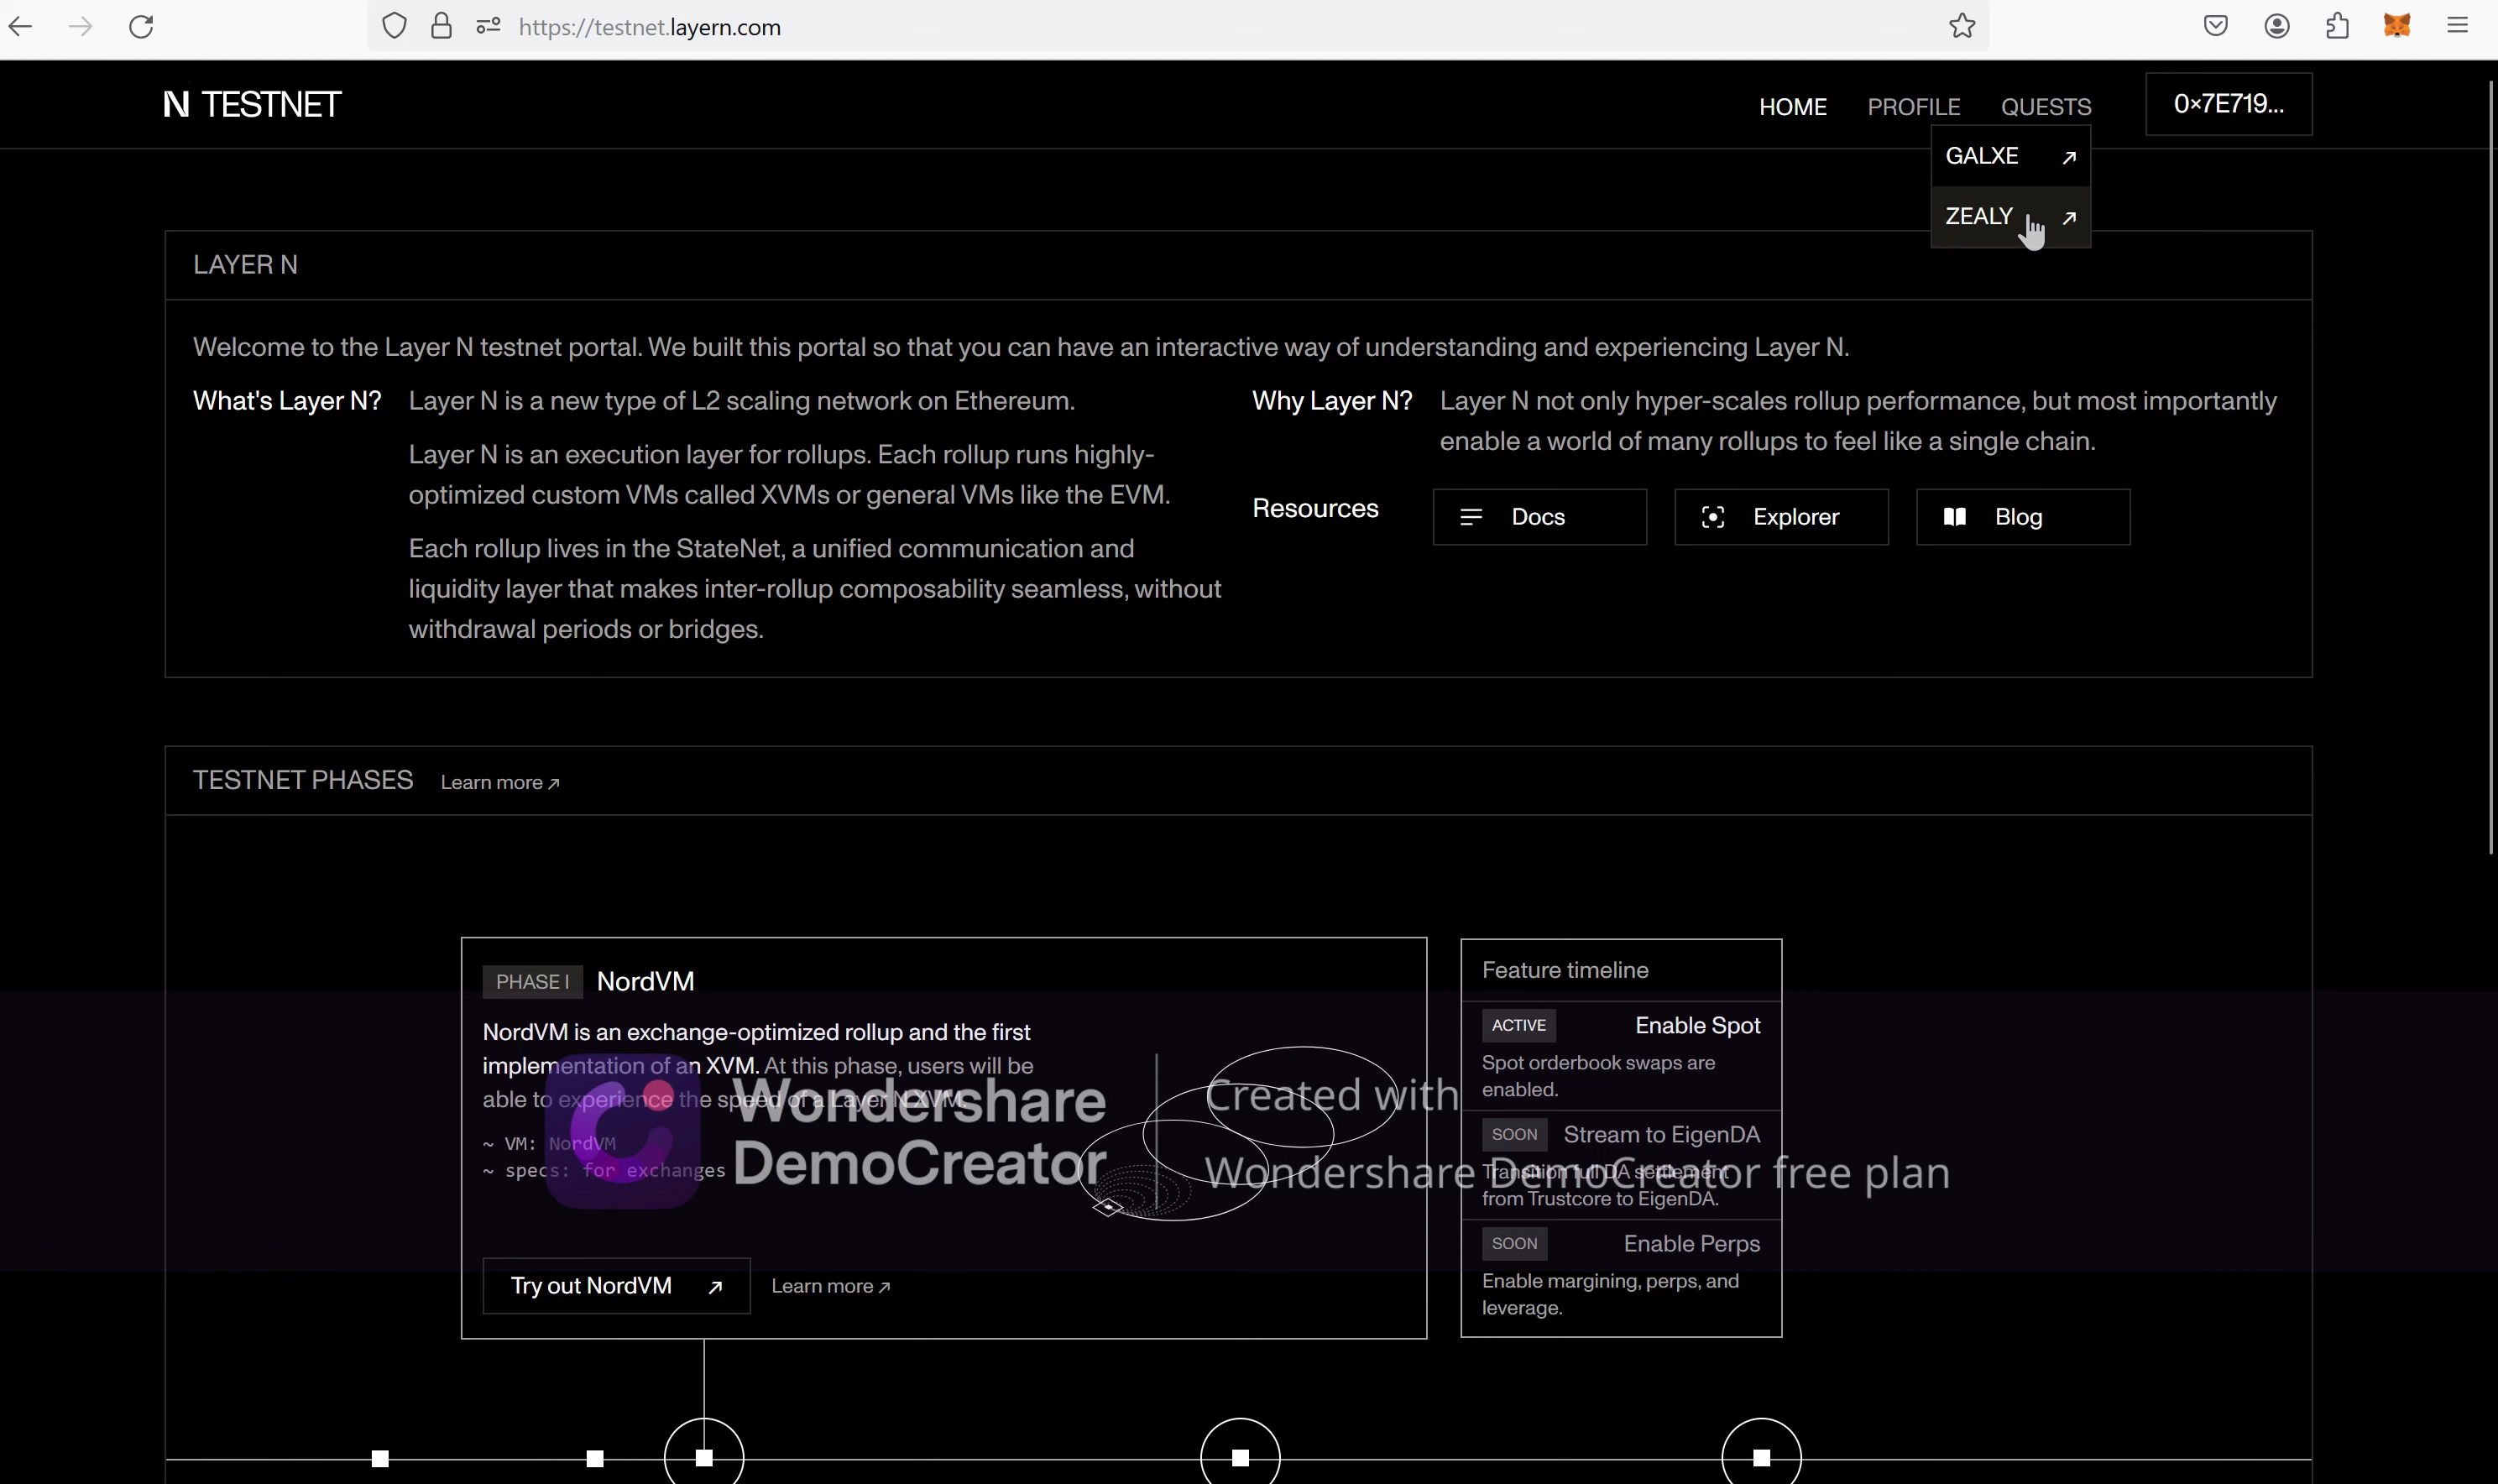 https://testnet.layern.com
N TESTNET
HOME
PROFILE
QUESTS
0×7E719...
GALXE
ZEALY
LAYER N
Welcome to the Layer N testnet portal. We built this portal so that you can have an interactive way of understanding and experiencing Layer N.
What's Layer N?
Layer N is a new type of L2 scaling network on Ethereum.
Layer N is an execution layer for rollups. Each rollup runs highly-
optimized custom VMs called XVMs or general VMs like the EVM.
Each rollup lives in the StateNet, a unified communication and
liquidity layer that makes inter-rollup composability seamless, without
withdrawal periods or bridges.
Why Layer N?
Layer N not only hyper-scales rollup performance, but most importantly
enable a world of many rollups to feel like a single chain.
Resources
Docs
Explorer
Blog
TESTNET PHASES
Learn more
PHASE I
NordVM
NordVM is an exchange-optimized rollup and the first
implementation of an XVM. At this phase, users will be
able to experience the speed of a Layer N XVM.
~ VM: NordVM
~ specs: for exchanges
Try out NordVM
Learn more
Feature timeline
ACTIVE
Enable Spot
Spot orderbook swaps are
enabled.
SOON
Stream to EigenDA
Transition full DA settlement
from Trustcore to EigenDA.
SOON
Enable Perps
Enable margining, perps, and
leverage.
Wondershare
DemoCreator
Created with
Wondershare DemoCreator free plan